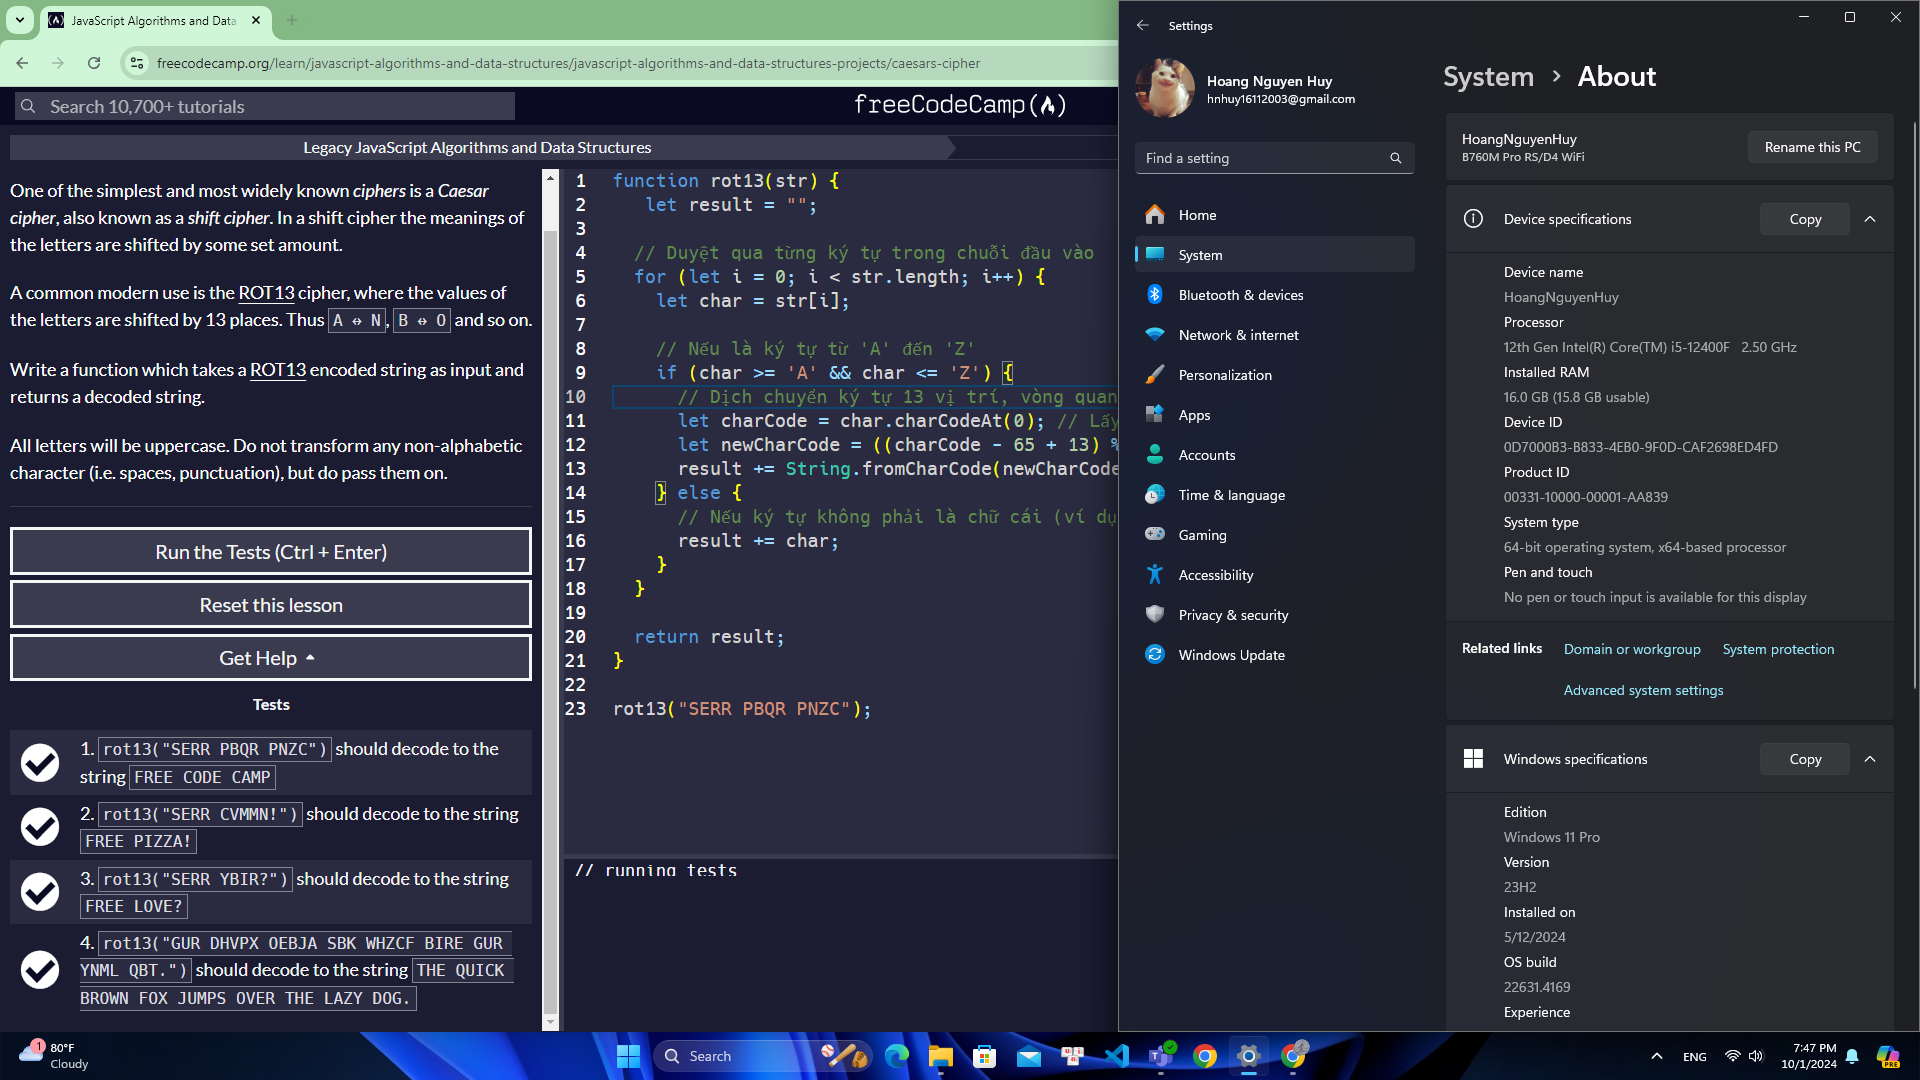 JavaScript Algorithms and Data
freecodecamp.org/learn/javascript-algorithms-and-data-structures/javascript-algorithms-and-data-structures-projects/caesars-cipher
Search 10,700+ tutorials
freeCodeCamp(🔥)
Legacy JavaScript Algorithms and Data Structures
One of the simplest and most widely known ciphers is a Caesar
cipher, also known as a shift cipher. In a shift cipher the meanings of
the letters are shifted by some set amount.
A common modern use is the ROT13 cipher, where the values of
the letters are shifted by 13 places. Thus A ↔ N, B ↔ O and so on.
Write a function which takes a ROT13 encoded string as input and
returns a decoded string.
All letters will be uppercase. Do not transform any non-alphabetic
character (i.e. spaces, punctuation), but do pass them on.
Run the Tests (Ctrl + Enter)
Reset this lesson
Get Help
Tests
1. rot13("SERR PBQR PNZC") should decode to the
string FREE CODE CAMP
2. rot13("SERR CVMMN!") should decode to the string
FREE PIZZA!
3. rot13("SERR YBIR?") should decode to the string
FREE LOVE?
4. rot13("GUR DHVPX OEBJA SBK WHZCF BIRE GUR
YNML QBT.") should decode to the string THE QUICK
BROWN FOX JUMPS OVER THE LAZY DOG.
1 function rot13(str) {
2 let result = "";
3
4 // Duyệt qua từng ký tự trong chuỗi đầu vào
5 for (let i = 0; i < str.length; i++) {
6 let char = str[i];
7
8 // Nếu là ký tự từ 'A' đến 'Z'
9 if (char >= 'A' && char <= 'Z') {
10 // Dịch chuyển ký tự 13 vị trí, vòng quan
11 let charCode = char.charCodeAt(0); // Lấy
12 let newCharCode = ((charCode - 65 + 13) %
13 result += String.fromCharCode(newCharCode
14 } else {
15 // Nếu ký tự không phải là chữ cái (ví dụ
16 result += char;
17 }
18 }
19
20 return result;
21 }
22
23 rot13("SERR PBQR PNZC");
// running tests
Settings
Hoang Nguyen Huy
hnhuy16112003@gmail.com
Find a setting
Home
System
Bluetooth & devices
Network & internet
Personalization
Apps
Accounts
Time & language
Gaming
Accessibility
Privacy & security
Windows Update
System › About
HoangNguyenHuy
B760M Pro RS/D4 WiFi
Rename this PC
Device specifications
Copy
Device name
HoangNguyenHuy
Processor
12th Gen Intel(R) Core(TM) i5-12400F 2.50 GHz
Installed RAM
16.0 GB (15.8 GB usable)
Device ID
0D7000B3-B833-4EB0-9F0D-CAF2698ED4FD
Product ID
00331-10000-00001-AA839
System type
64-bit operating system, x64-based processor
Pen and touch
No pen or touch input is available for this display
Related links Domain or workgroup System protection
Advanced system settings
Windows specifications
Copy
Edition
Windows 11 Pro
Version
23H2
Installed on
5/12/2024
OS build
22631.4169
Experience
1
80°F
Cloudy
Search
ENG
7:47 PM
10/1/2024
PRE